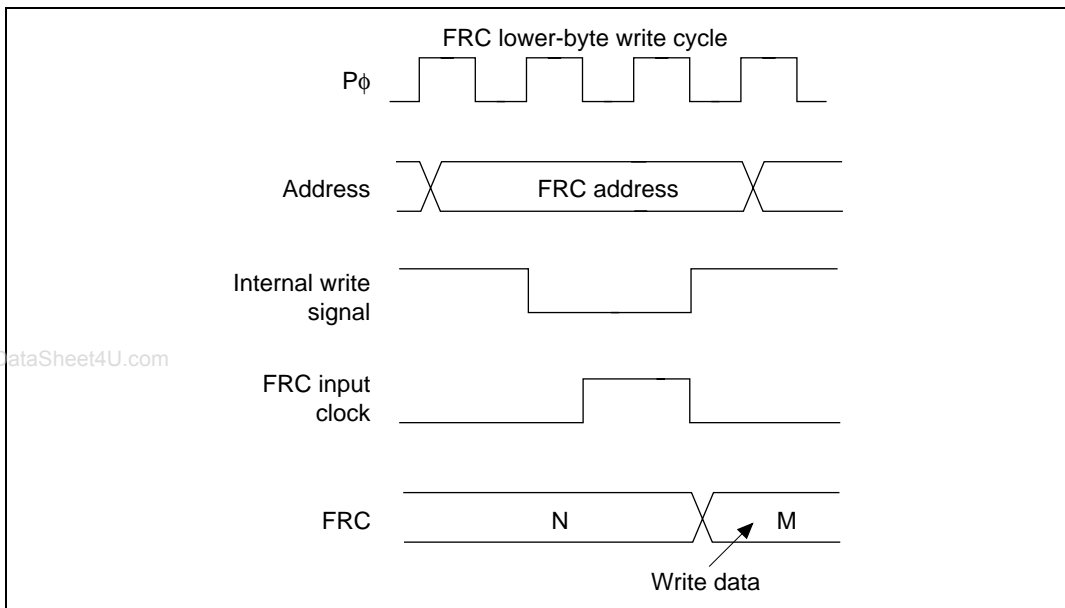 FRC lower-byte write cycle
Pϕ
Address
FRC address
Internal write
signal
DataSheet4U.com
FRC input
clock
FRC
N
M
Write data